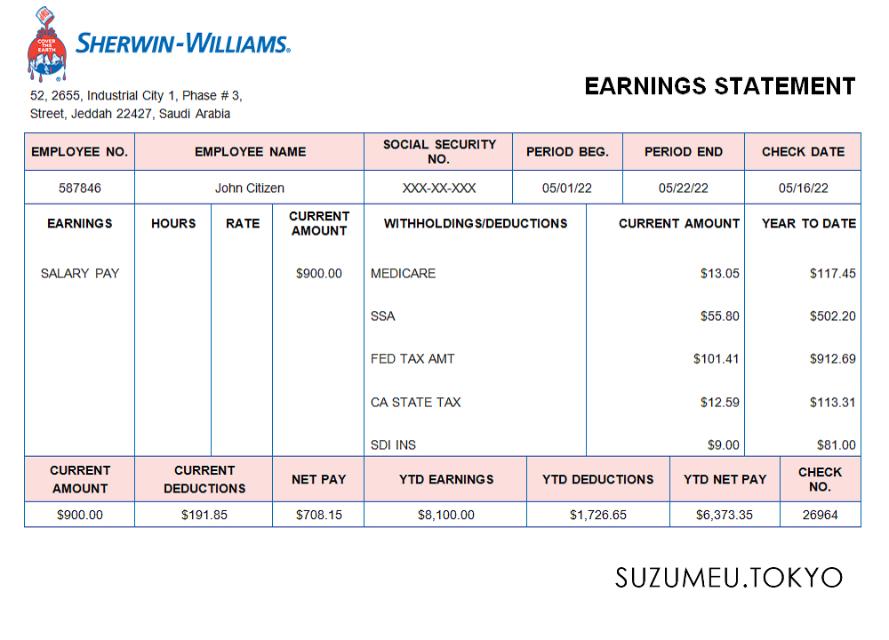 COVER
THE
EARTH
SHERWIN-WILLIAMS.
52, 2655, Industrial City 1, Phase # 3,
Street, Jeddah 22427, Saudi Arabia
EARNINGS STATEMENT
EMPLOYEE NO. EMPLOYEE NAME SOCIAL SECURITY NO. PERIOD BEG. PERIOD END CHECK DATE
587846 John Citizen XXX-XX-XXX 05/01/22 05/22/22 05/16/22
EARNINGS HOURS RATE CURRENT AMOUNT WITHHOLDINGS/DEDUCTIONS CURRENT AMOUNT YEAR TO DATE
SALARY PAY $900.00 MEDICARE $13.05 $117.45
SSA $55.80 $502.20
FED TAX AMT $101.41 $912.69
CA STATE TAX $12.59 $113.31
SDI INS $9.00 $81.00
CURRENT AMOUNT CURRENT DEDUCTIONS NET PAY YTD EARNINGS YTD DEDUCTIONS YTD NET PAY CHECK NO.
$900.00 $191.85 $708.15 $8,100.00 $1,726.65 $6,373.35 26964
SUZUMEU.TOKYO